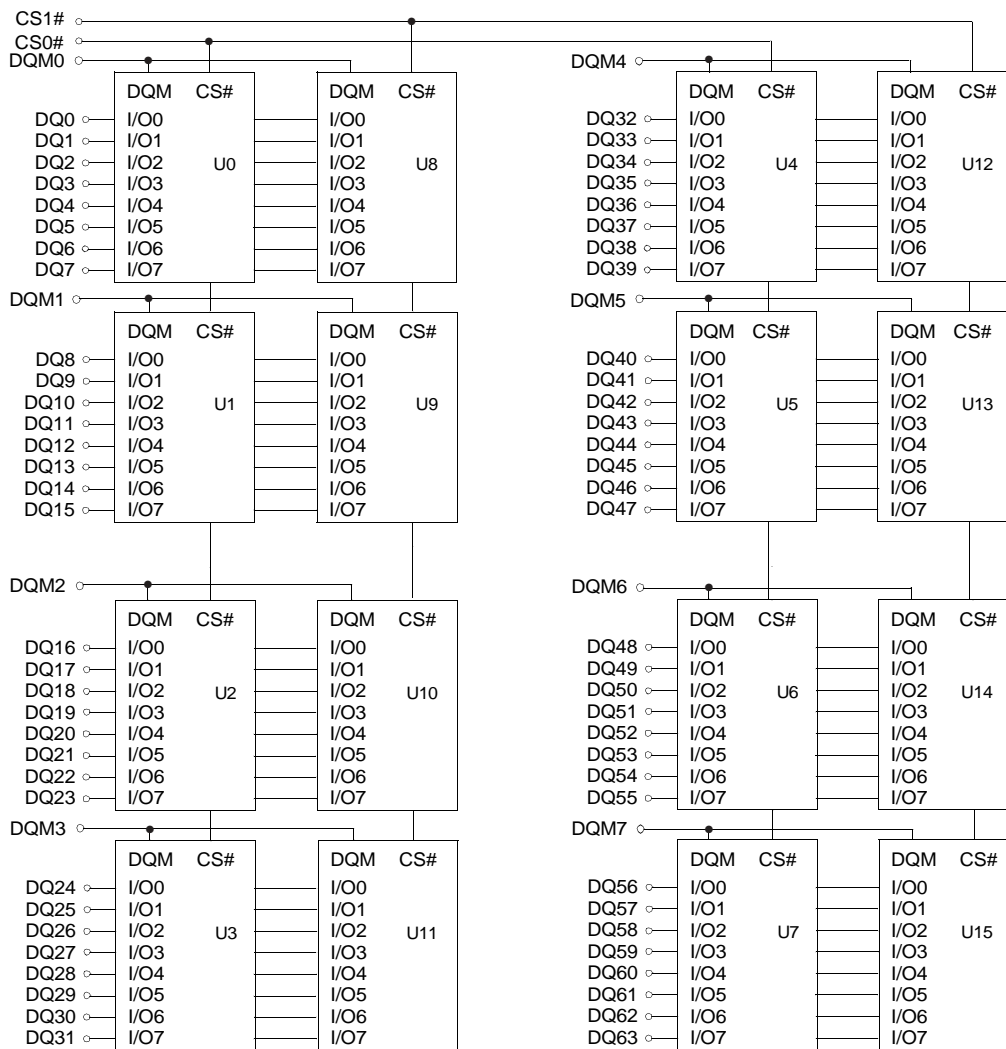 CS1#
CS0#
DQM0
DQM CS# DQM CS#
DQ0 I/O0 I/O0
DQ1 I/O1 I/O1
DQ2 I/O2 U0 I/O2 U8
DQ3 I/O3 I/O3
DQ4 I/O4 I/O4
DQ5 I/O5 I/O5
DQ6 I/O6 I/O6
DQ7 I/O7 I/O7
DQM1
DQM CS# DQM CS#
DQ8 I/O0 I/O0
DQ9 I/O1 I/O1
DQ10 I/O2 U1 I/O2 U9
DQ11 I/O3 I/O3
DQ12 I/O4 I/O4
DQ13 I/O5 I/O5
DQ14 I/O6 I/O6
DQ15 I/O7 I/O7
DQM2
DQM CS# DQM CS#
DQ16 I/O0 I/O0
DQ17 I/O1 I/O1
DQ18 I/O2 U2 I/O2 U10
DQ19 I/O3 I/O3
DQ20 I/O4 I/O4
DQ21 I/O5 I/O5
DQ22 I/O6 I/O6
DQ23 I/O7 I/O7
DQM3
DQM CS# DQM CS#
DQ24 I/O0 I/O0
DQ25 I/O1 I/O1
DQ26 I/O2 U3 I/O2 U11
DQ27 I/O3 I/O3
DQ28 I/O4 I/O4
DQ29 I/O5 I/O5
DQ30 I/O6 I/O6
DQ31 I/O7 I/O7
DQM4
DQM CS# DQM CS#
DQ32 I/O0 I/O0
DQ33 I/O1 I/O1
DQ34 I/O2 U4 I/O2 U12
DQ35 I/O3 I/O3
DQ36 I/O4 I/O4
DQ37 I/O5 I/O5
DQ38 I/O6 I/O6
DQ39 I/O7 I/O7
DQM5
DQM CS# DQM CS#
DQ40 I/O0 I/O0
DQ41 I/O1 I/O1
DQ42 I/O2 U5 I/O2 U13
DQ43 I/O3 I/O3
DQ44 I/O4 I/O4
DQ45 I/O5 I/O5
DQ46 I/O6 I/O6
DQ47 I/O7 I/O7
DQM6
DQM CS# DQM CS#
DQ48 I/O0 I/O0
DQ49 I/O1 I/O1
DQ50 I/O2 U6 I/O2 U14
DQ51 I/O3 I/O3
DQ52 I/O4 I/O4
DQ53 I/O5 I/O5
DQ54 I/O6 I/O6
DQ55 I/O7 I/O7
DQM7
DQM CS# DQM CS#
DQ56 I/O0 I/O0
DQ57 I/O1 I/O1
DQ58 I/O2 U7 I/O2 U15
DQ59 I/O3 I/O3
DQ60 I/O4 I/O4
DQ61 I/O5 I/O5
DQ62 I/O6 I/O6
DQ63 I/O7 I/O7